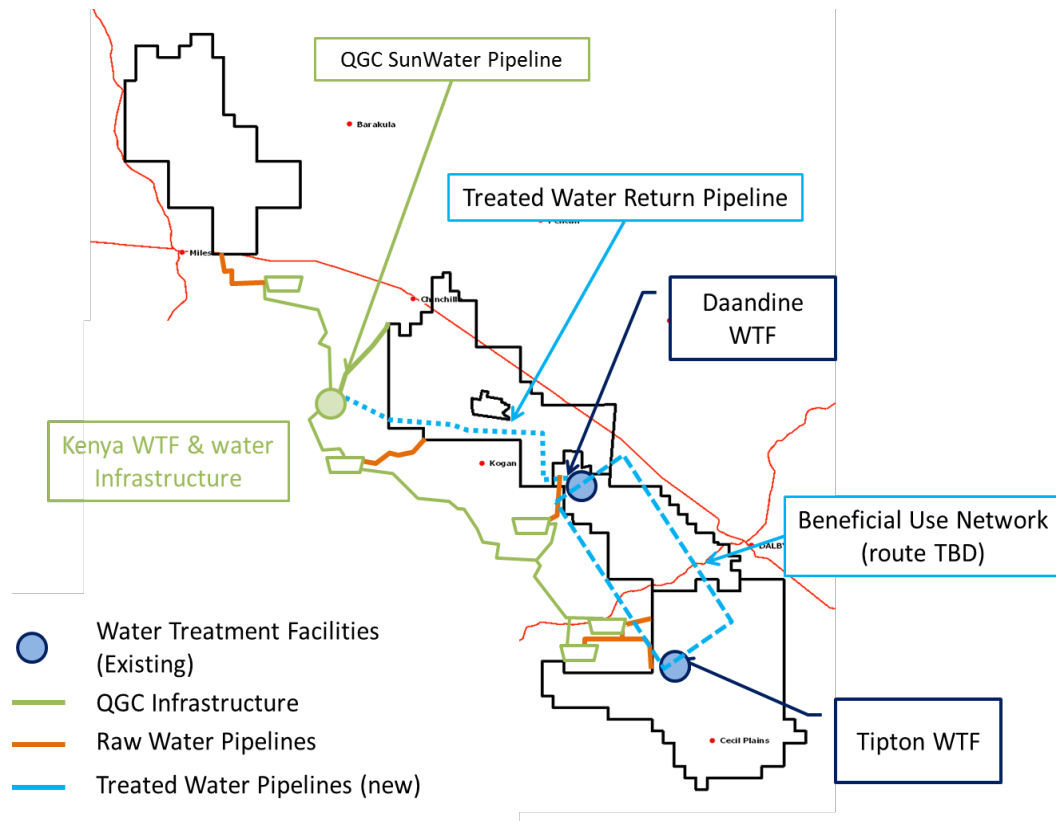 QGC SunWater Pipeline
Barakula
Treated Water Return Pipeline
Miles
Chinchilla
Daandine
WTF
Kenya WTF & water
Infrastructure
Kogan
Beneficial Use Network
(route TBD)
Water Treatment Facilities
(Existing)
QGC Infrastructure
Raw Water Pipelines
Treated Water Pipelines (new)
Cecil Plains
Tipton WTF